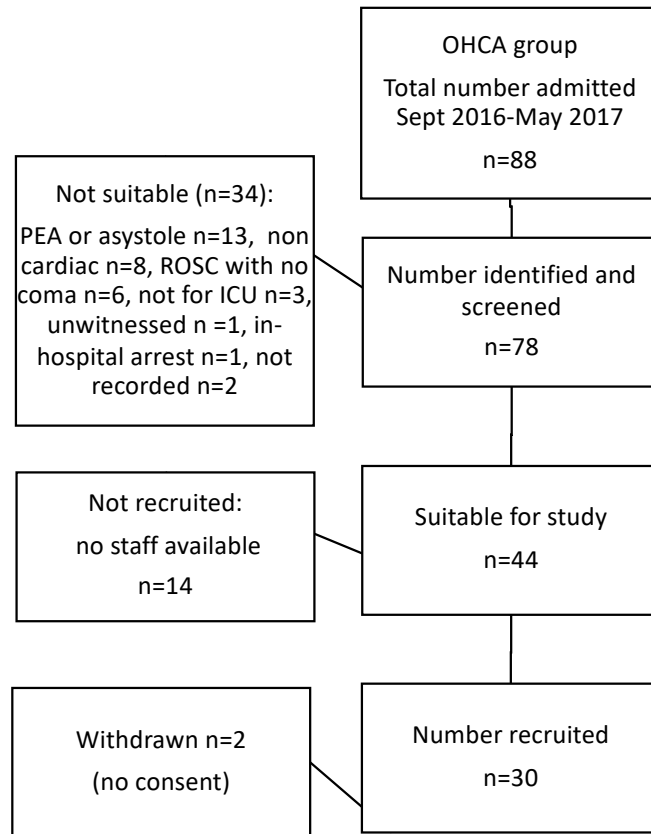 OHCA group
Total number admitted
Sept 2016-May 2017
n=88
Not suitable (n=34):
PEA or asystole n=13,  non
cardiac n=8, ROSC with no
coma n=6, not for ICU n=3,
unwitnessed n =1, in-
hospital arrest n=1, not
recorded n=2
Number identified and
screened
n=78
Not recruited:
no staff available
n=14
Suitable for study
n=44
Withdrawn n=2
(no consent)
Number recruited
n=30